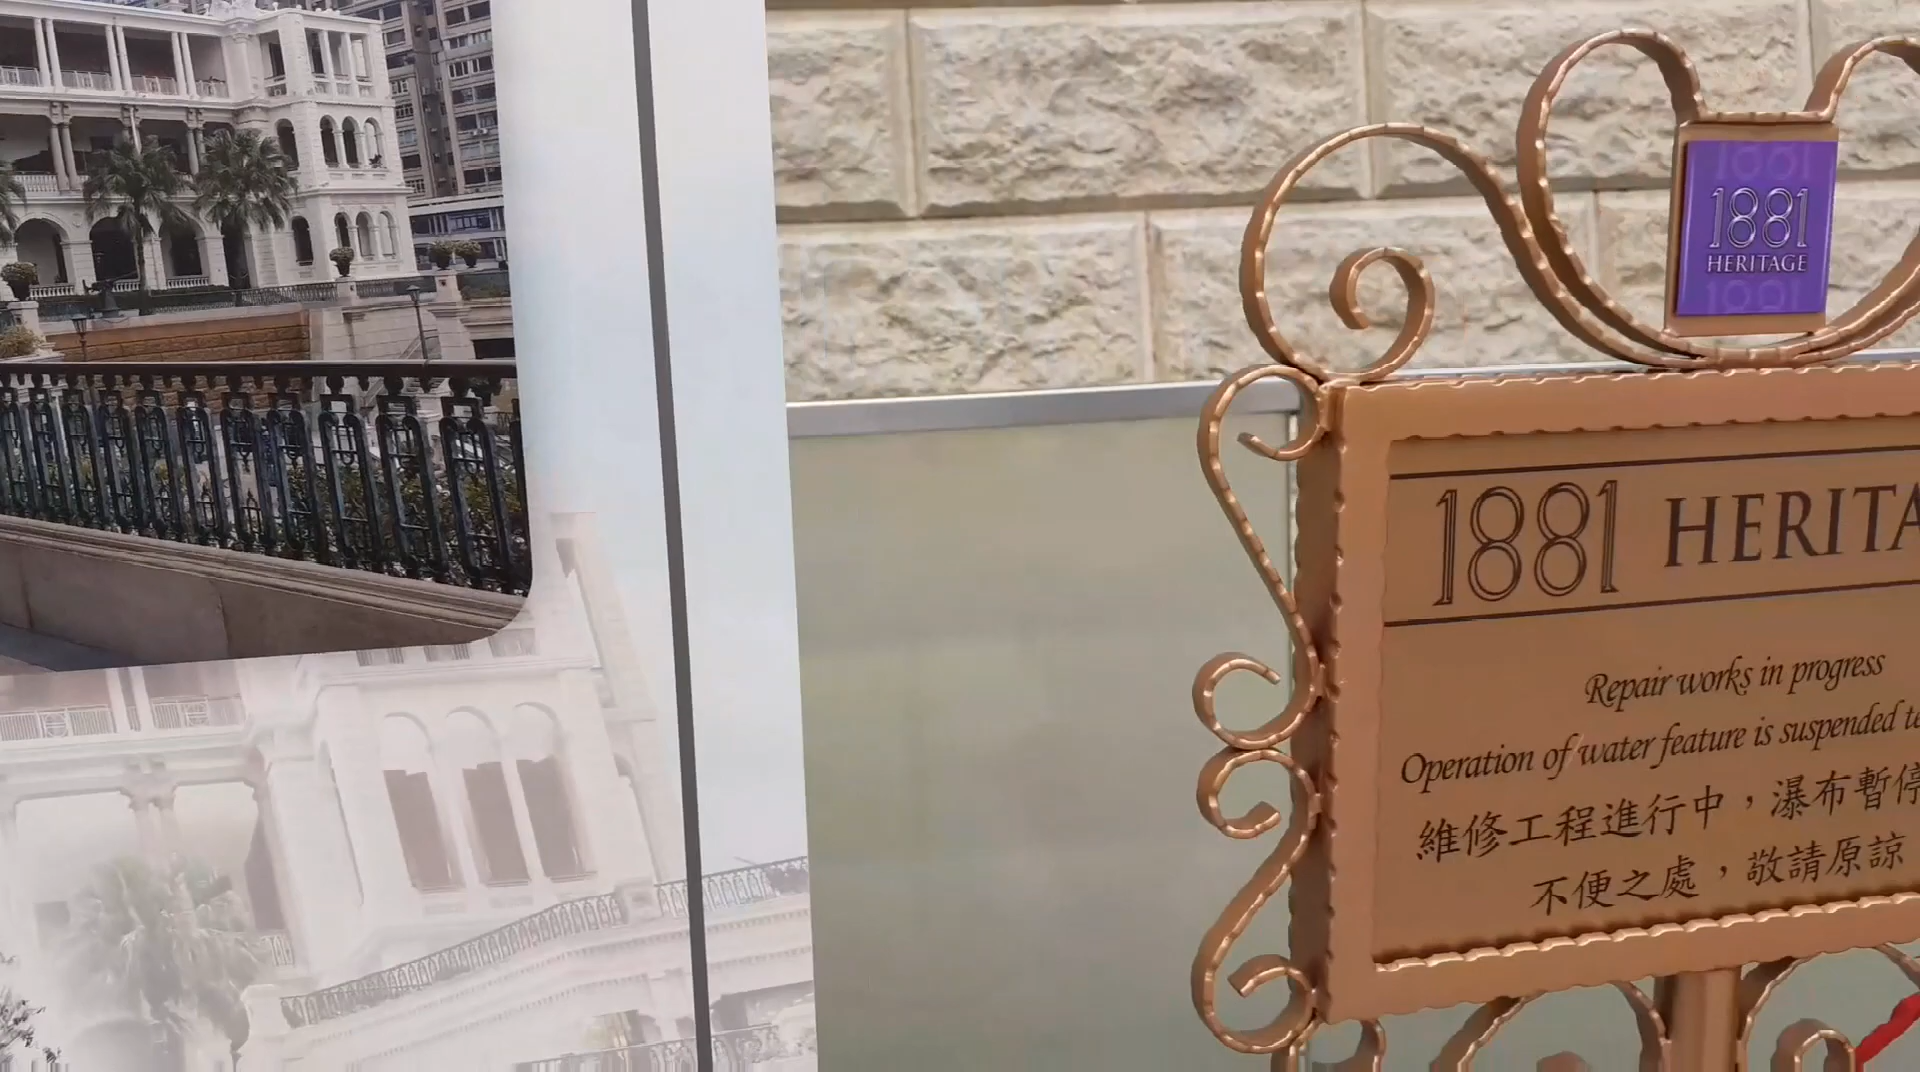 1881
HERITAGE
1881 HERITA
Repair works in progress
Operation of water feature is suspended te
維修工程進行中，瀑布暫停
不便之處，敬請原諒